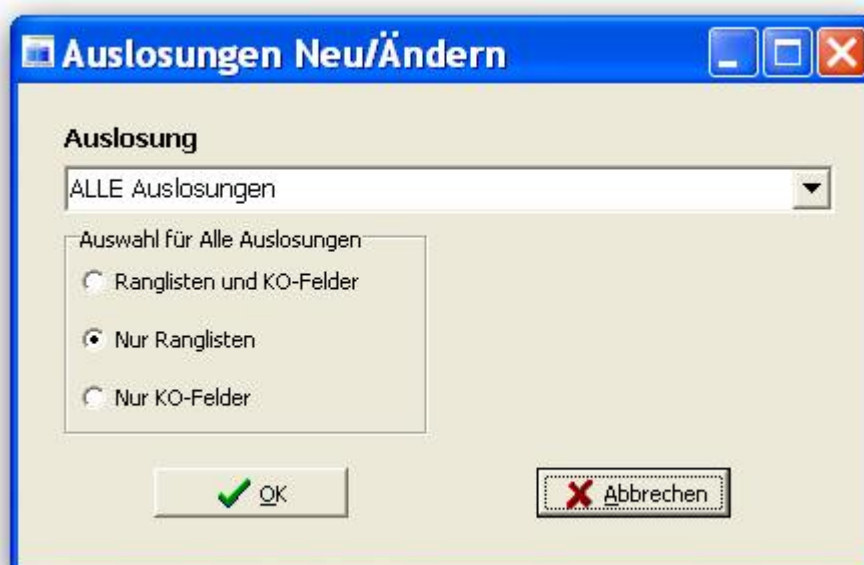 Auslosungen Neu/Ändern
Auslosung
ALLE Auslosungen
Auswahl für Alle Auslosungen
Ranglisten und KO-Felder
Nur Ranglisten
Nur KO-Felder
OK
Abbrechen